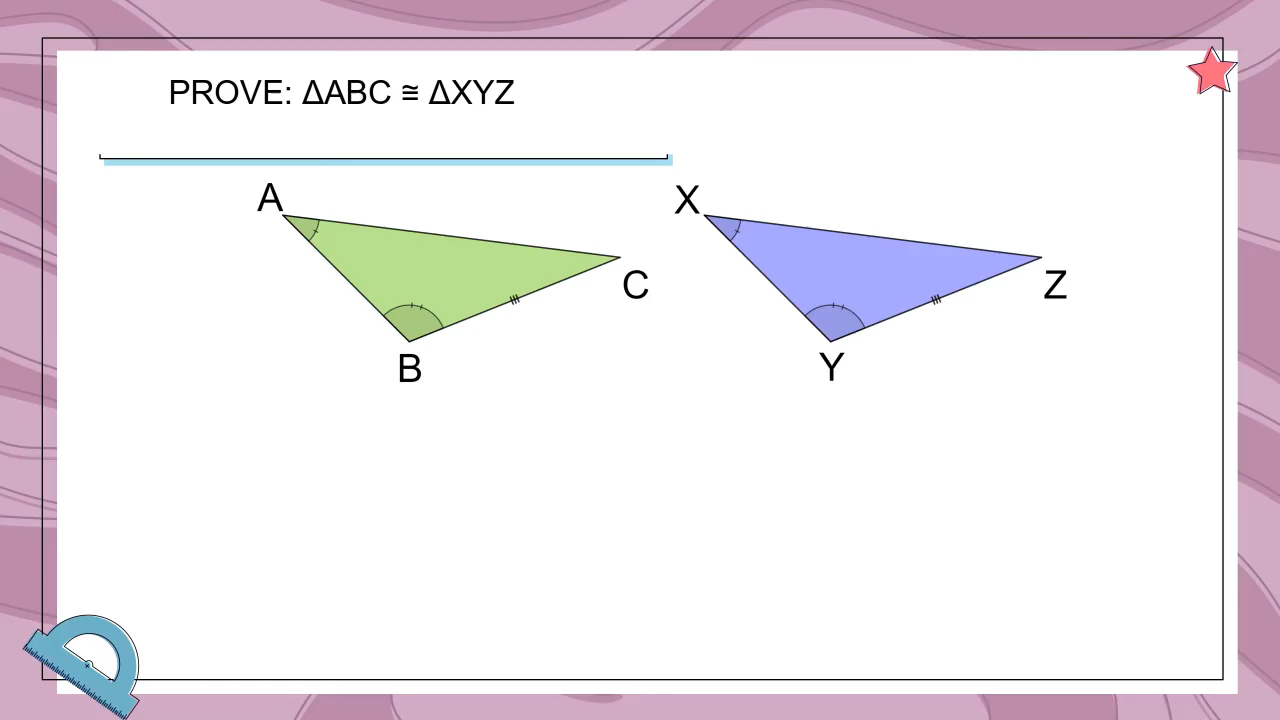 PROVE: ΔABC ≅ ΔXYZ
A
X
C
Z
B
Y